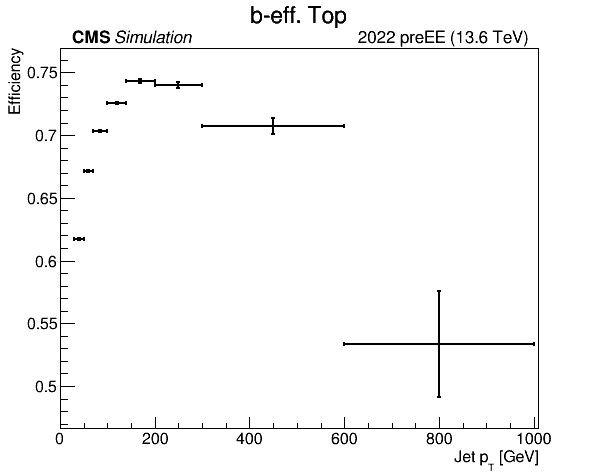 b-eff. Top
CMS Simulation 2022 preEE (13.6 TeV)
Efficiency
0.75
0.7
0.65
0.6
0.55
0.5
0 200 400 600 800 1000
Jet p_T [GeV]